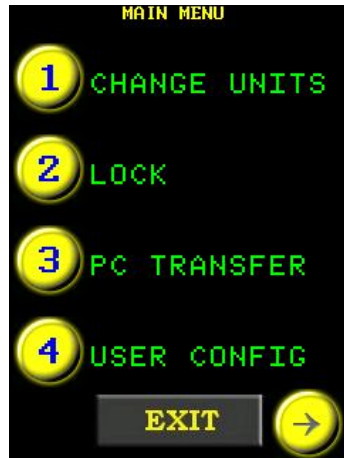 MAIN MENU
1 CHANGE UNITS
2 LOCK
3 PC TRANSFER
4 USER CONFIG
EXIT →